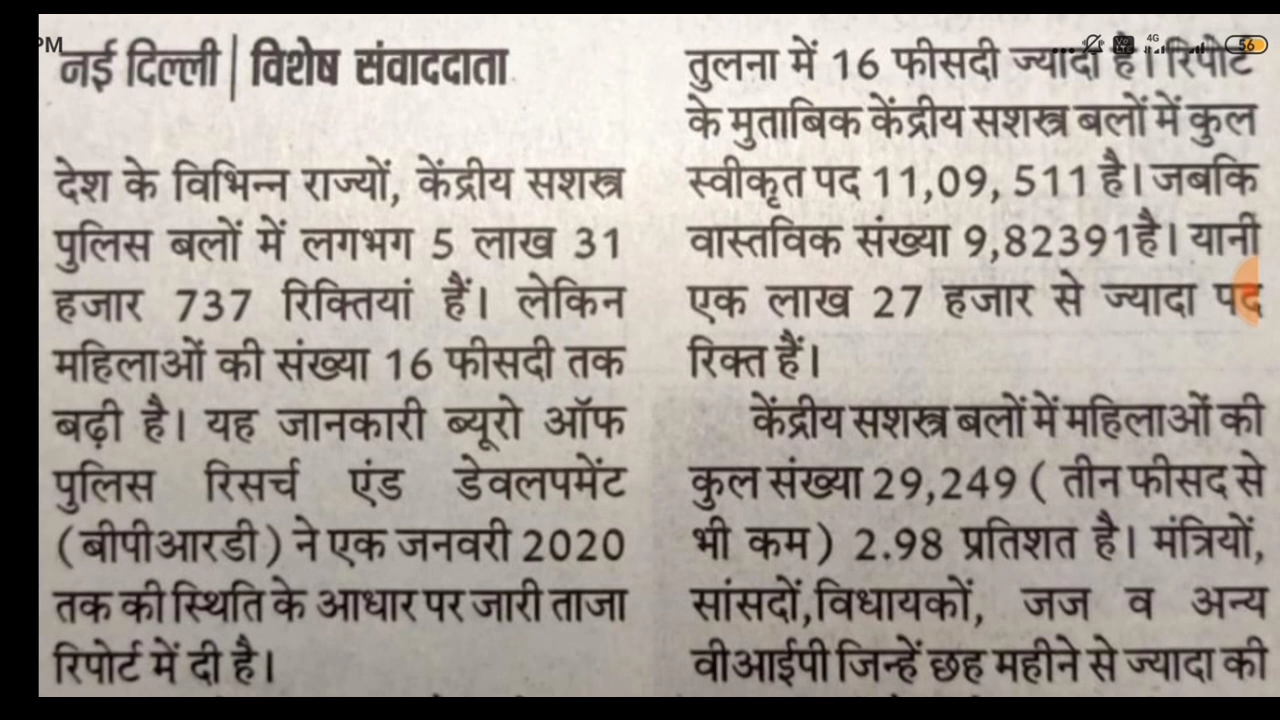 PM
नई दिल्ली | विशेष संवाददाता
देश के विभिन्न राज्यों, केंद्रीय सशस्त्र
पुलिस बलों में लगभग 5 लाख 31
हजार 737 रिक्तियां हैं। लेकिन
महिलाओं की संख्या 16 फीसदी तक
बढ़ी है। यह जानकारी ब्यूरो ऑफ
पुलिस रिसर्च एंड डेवलपमेंट
(बीपीआरडी) ने एक जनवरी 2020
तक की स्थिति के आधार पर जारी ताजा
रिपोर्ट में दी है।
4G
56
तुलना में 16 फीसदी ज्यादा है। रिपोर्ट
के मुताबिक केंद्रीय सशस्त्र बलों में कुल
स्वीकृत पद 11,09, 511 है। जबकि
वास्तविक संख्या 9,82391है। यानी
एक लाख 27 हजार से ज्यादा पद
रिक्त हैं।
केंद्रीय सशस्त्र बलों में महिलाओं की
कुल संख्या 29,249 ( तीन फीसद से
भी कम) 2.98 प्रतिशत है। मंत्रियों,
सांसदों,विधायकों, जज व अन्य
वीआईपी जिन्हें छह महीने से ज्यादा की